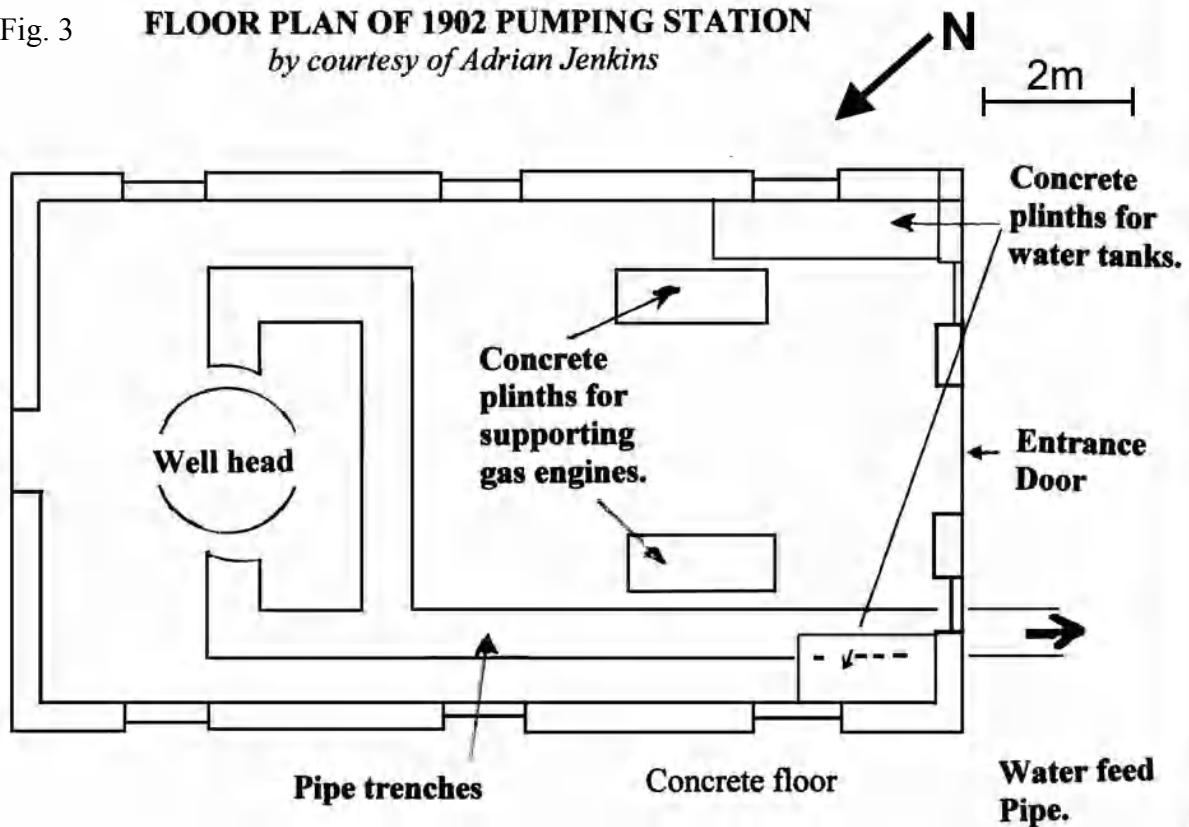 Fig. 3
FLOOR PLAN OF 1902 PUMPING STATION
by courtesy of Adrian Jenkins
N
2m
Concrete
plinths for
water tanks.
Concrete
plinths for
supporting
gas engines.
Well head
Entrance
Door
Pipe trenches
Concrete floor
Water feed
Pipe.